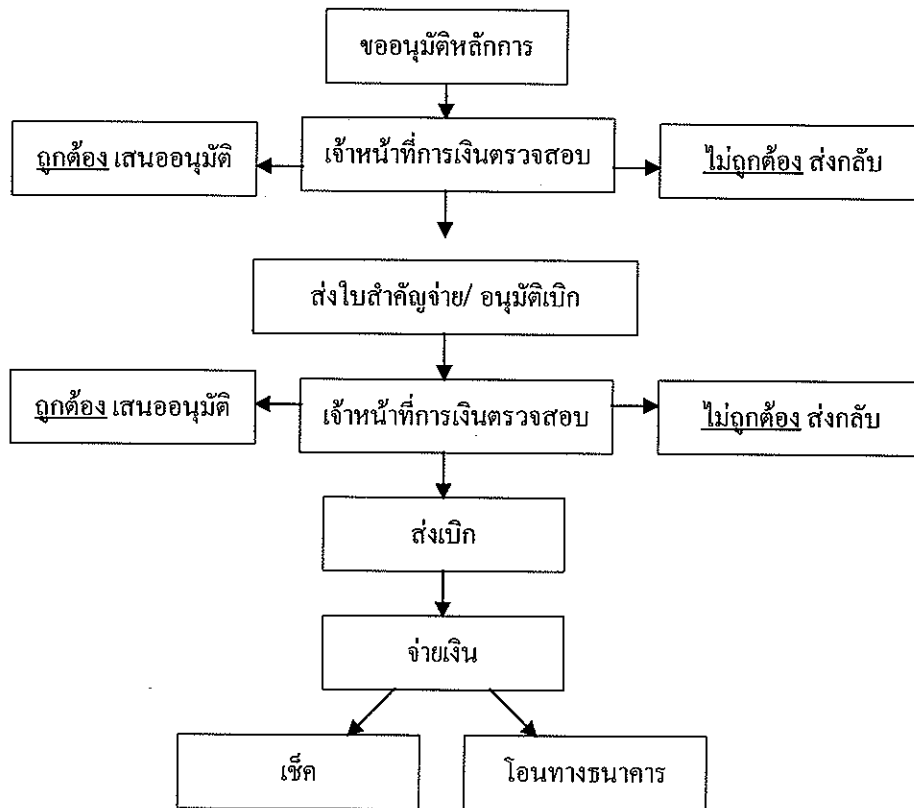 ขออนุมัติหลักการ
เจ้าหน้าที่การเงินตรวจสอบ
ถูกต้อง เสนออนุมัติ
ไม่ถูกต้อง ส่งกลับ
ส่งใบสำคัญจ่าย/ อนุมัติเบิก
เจ้าหน้าที่การเงินตรวจสอบ
ถูกต้อง เสนออนุมัติ
ไม่ถูกต้อง ส่งกลับ
ส่งเบิก
จ่ายเงิน
เช็ค
โอนทางธนาคาร